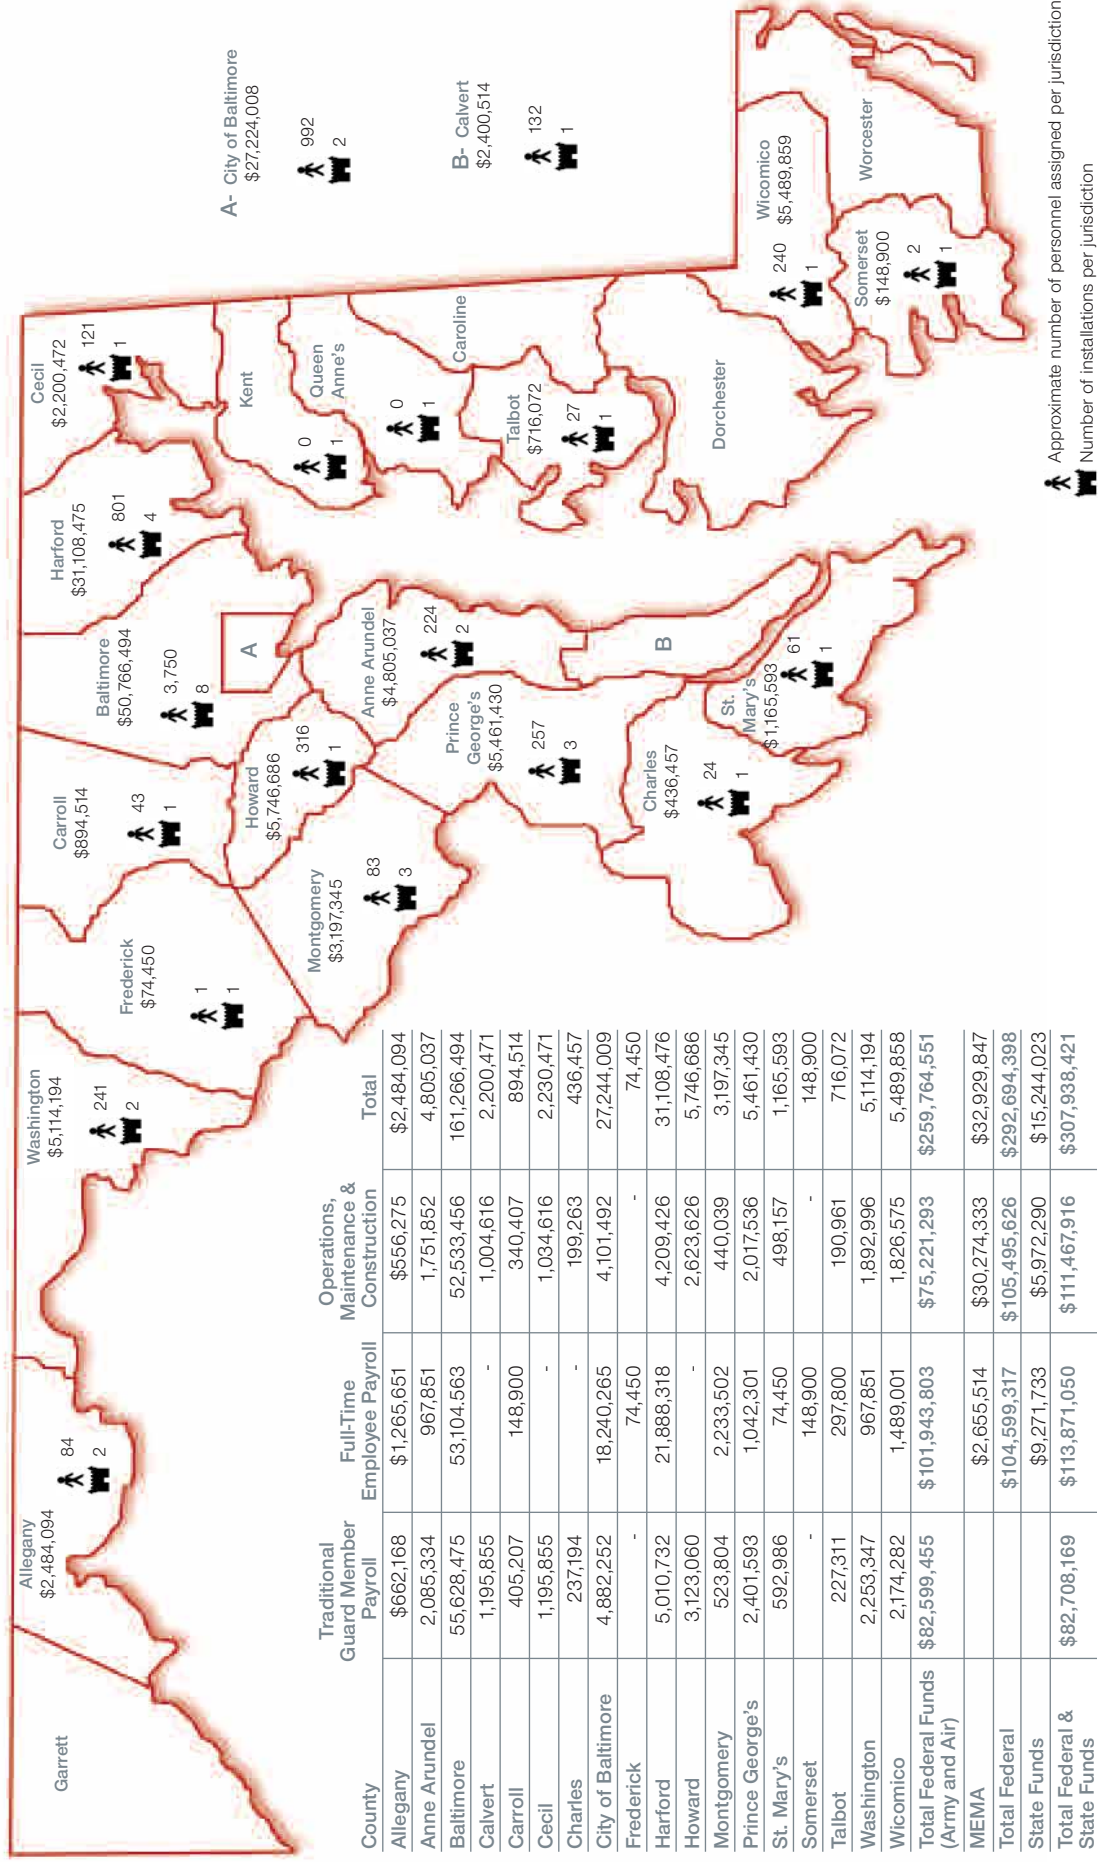 Garrett
Allegany
$2,484,094
84
2
Washington
$5,114,194
241
2
Frederick
$74,450
1
1
Carroll
$894,514
43
1
Baltimore
$50,766,494
3,750
8
Harford
$31,108,475
801
4
Cecil
$2,200,472
121
1
Montgomery
$3,197,345
83
3
Howard
$5,746,686
316
1
A
Anne Arundel
$4,805,037
224
2
Kent
0
1
Queen
Anne's
0
1
Caroline
Prince
George's
$5,461,430
257
3
Talbot
$716,072
27
1
Charles
$436,457
24
1
B
St.
Mary's
$1,165,593
61
1
Dorchester
Wicomico
$5,489,859
240
1
Somerset
$148,900
2
1
Worcester
A- City of Baltimore
$27,224,008
992
2
B- Calvert
$2,400,514
132
1
Approximate number of personnel assigned per jurisdiction
Number of installations per jurisdiction
County Traditional Guard Member Payroll Full-Time Employee Payroll Operations, Maintenance & Construction Total
Allegany $662,168 $1,265,651 $556,275 $2,484,094
Anne Arundel 2,085,334 967,851 1,751,852 4,805,037
Baltimore 55,628,475 53,104.563 52,533,456 161,266,494
Calvert 1,195,855 - 1,004,616 2,200,471
Carroll 405,207 148,900 340,407 894,514
Cecil 1,195,855 - 1,034,616 2,230,471
Charles 237,194 - 199,263 436,457
City of Baltimore 4,882,252 18,240,265 4,101,492 27,244,009
Frederick - 74,450 - 74,450
Harford 5,010,732 21,888,318 4,209,426 31,108,476
Howard 3,123,060 - 2,623,626 5,746,686
Montgomery 523,804 2,233,502 440,039 3,197,345
Prince George's 2,401,593 1,042,301 2,017,536 5,461,430
St. Mary's 592,986 74,450 498,157 1,165,593
Somerset - 148,900 - 148,900
Talbot 227,311 297,800 190,961 716,072
Washington 2,253,347 967,851 1,892,996 5,114,194
Wicomico 2,174,282 1,489,001 1,826,575 5,489,858
Total Federal Funds $82,599,455 $101,943,803 $75,221,293 $259,764,551
(Army and Air)
MEMA $2,655,514 $30,274,333 $32,929,847
Total Federal $104,599,317 $105,495,626 $292,694,398
State Funds $9,271,733 $5,972,290 $15,244,023
Total Federal & $82,708,169 $113,871,050 $111,467,916 $307,938,421
State Funds